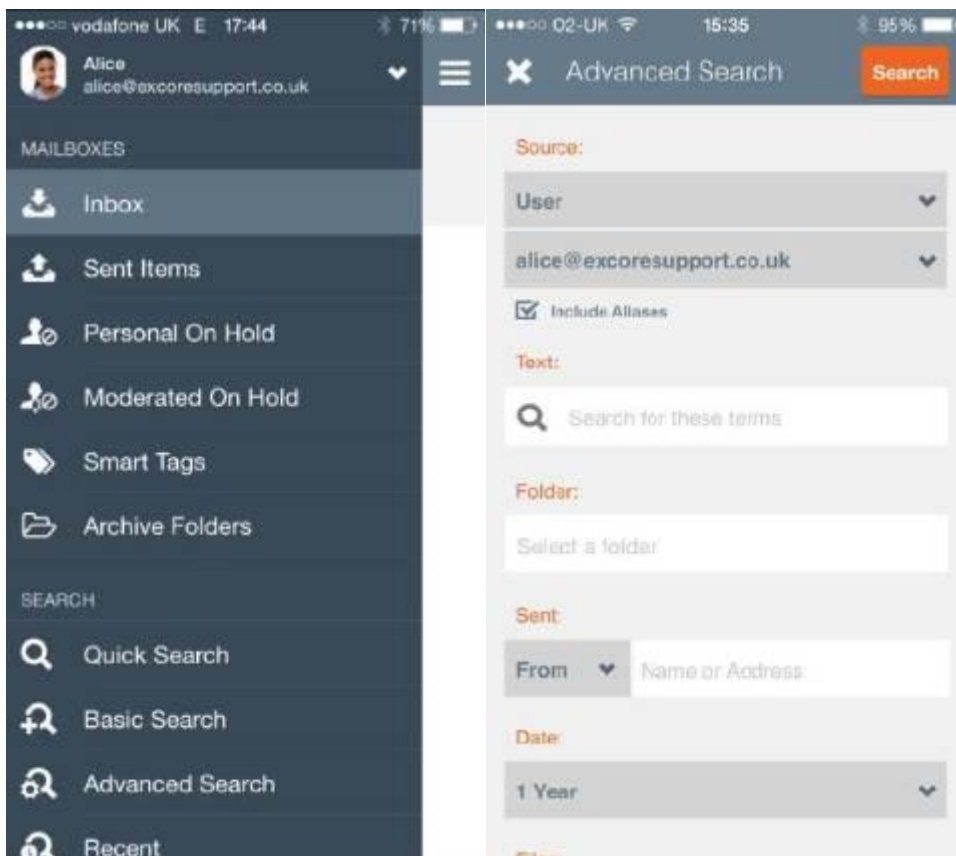 vodafone UK E 17:44 71%
Alice
alice@excoresupport.co.uk
MAILBOXES
Inbox
Sent Items
Personal On Hold
Moderated On Hold
Smart Tags
Archive Folders
SEARCH
Quick Search
Basic Search
Advanced Search
Recent
O2-UK 15:35 95%
Advanced Search
Search
Source:
User
alice@excoresupport.co.uk
Include Aliases
Text:
Search for these terms
Folder:
Select a folder
Sent:
From
Name or Address
Date:
1 Year